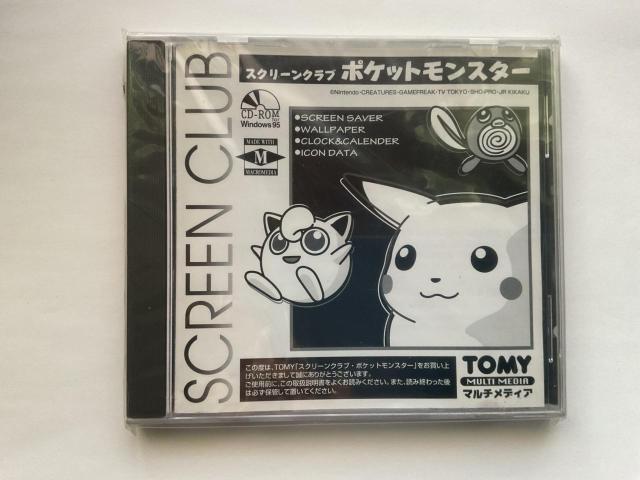 SCREEN CLUB
スクリーンクラブ ポケットモンスター
©Nintendo・CREATURES・GAMEFREAK・TV TOKYO・SHO-PRO・JR KIKAKU
CD-ROM
for
Windows95
MADE WITH
M
MACROMEDIA
●SCREEN SAVER
●WALLPAPER
●CLOCK&CALENDER
●ICON DATA
この度は、TOMY「スクリーンクラブ・ポケットモンスター」をお買い上
げいただきまして誠にありがとうございます。
ご使用前に、この取扱説明書をよくお読みください。また、読み終わった後
は必ず保管して置いてください。
TOMY
MULTI MEDIA
マルチメディア